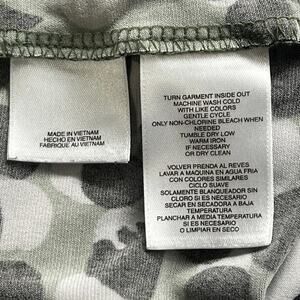 MADE IN VIETNAM
HECHO EN VIETNAM
FABRIQUE AU VIETNAM
TURN GARMENT INSIDE OUT
MACHINE WASH COLD
WITH LIKE COLORS
GENTLE CYCLE
ONLY NON-CHLORINE BLEACH WHEN
NEEDED
TUMBLE DRY LOW
WARM IRON
IF NECESSARY
OR DRY CLEAN
VOLVER PRENDA AL REVES
LAVAR A MAQUINA EN AGUA FRIA
CON COLORES SIMILARES
CICLO SUAVE
SOLAMENTE BLANQUEADOR SIN
CLORO SI ES NECESARIO
SECAR EN SECADORA A BAJA
TEMPERATURA
PLANCHAR A MEDIA TEMPERATURA
SI ES NECESARIO
O LIMPIAR EN SECO